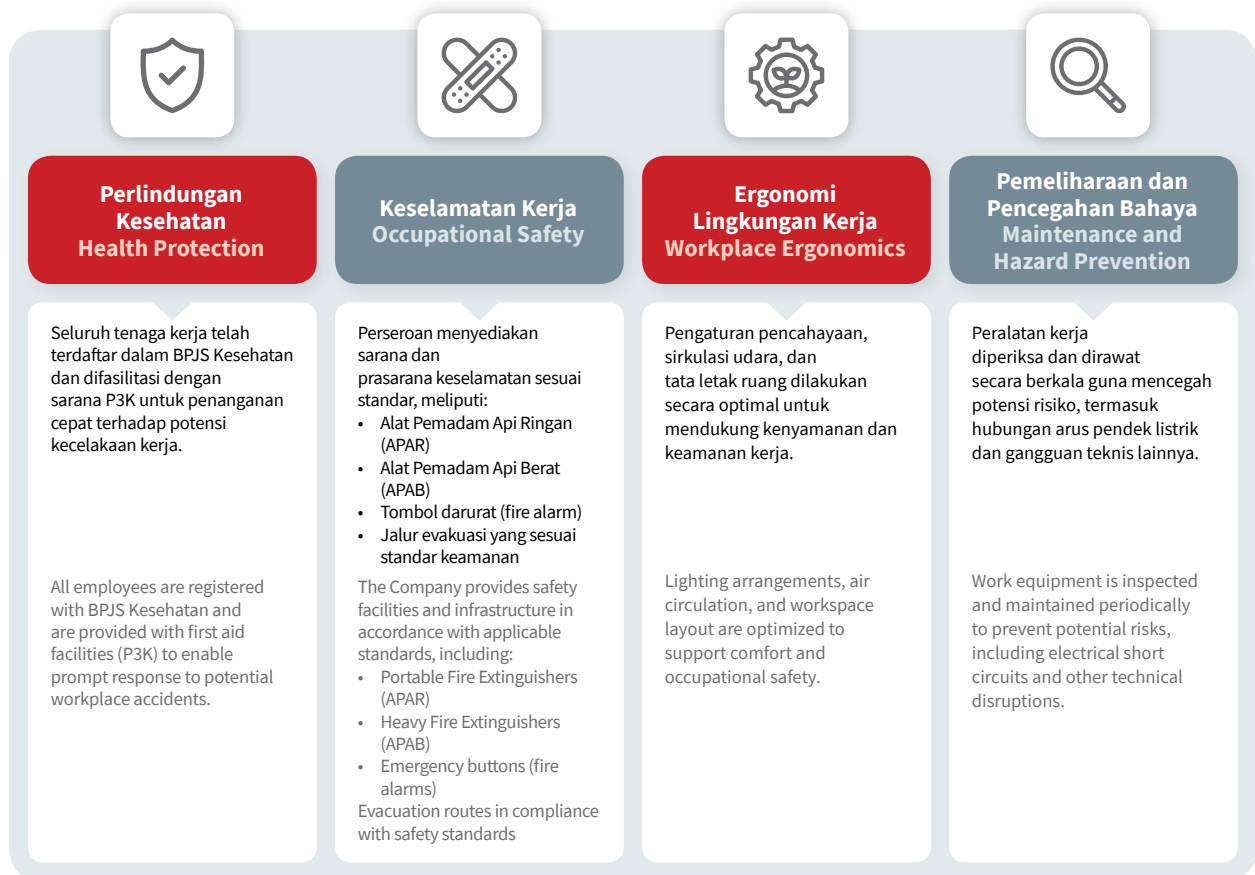 Perlindungan
Kesehatan
Health Protection
Seluruh tenaga kerja telah
terdaftar dalam BPJS Kesehatan
dan difasilitasi dengan
sarana P3K untuk penanganan
cepat terhadap potensi
kecelakaan kerja.
All employees are registered
with BPJS Kesehatan and
are provided with first aid
facilities (P3K) to enable
prompt response to potential
workplace accidents.
Keselamatan Kerja
Occupational Safety
Perseroan menyediakan
sarana dan
prasarana keselamatan sesuai
standar, meliputi:
• Alat Pemadam Api Ringan
(APAR)
• Alat Pemadam Api Berat
(APAB)
• Tombol darurat (fire alarm)
• Jalur evakuasi yang sesuai
standar keamanan
The Company provides safety
facilities and infrastructure in
accordance with applicable
standards, including:
• Portable Fire Extinguishers
(APAR)
• Heavy Fire Extinguishers
(APAB)
• Emergency buttons (fire
alarms)
Evacuation routes in compliance
with safety standards
Ergonomi
Lingkungan Kerja
Workplace Ergonomics
Pengaturan pencahayaan,
sirkulasi udara, dan
tata letak ruang dilakukan
secara optimal untuk
mendukung kenyamanan dan
keamanan kerja.
Lighting arrangements, air
circulation, and workspace
layout are optimized to
support comfort and
occupational safety.
Pemeliharaan dan
Pencegahan Bahaya
Maintenance and
Hazard Prevention
Peralatan kerja
diperiksa dan dirawat
secara berkala guna mencegah
potensi risiko, termasuk
hubungan arus pendek listrik
dan gangguan teknis lainnya.
Work equipment is inspected
and maintained periodically
to prevent potential risks,
including electrical short
circuits and other technical
disruptions.